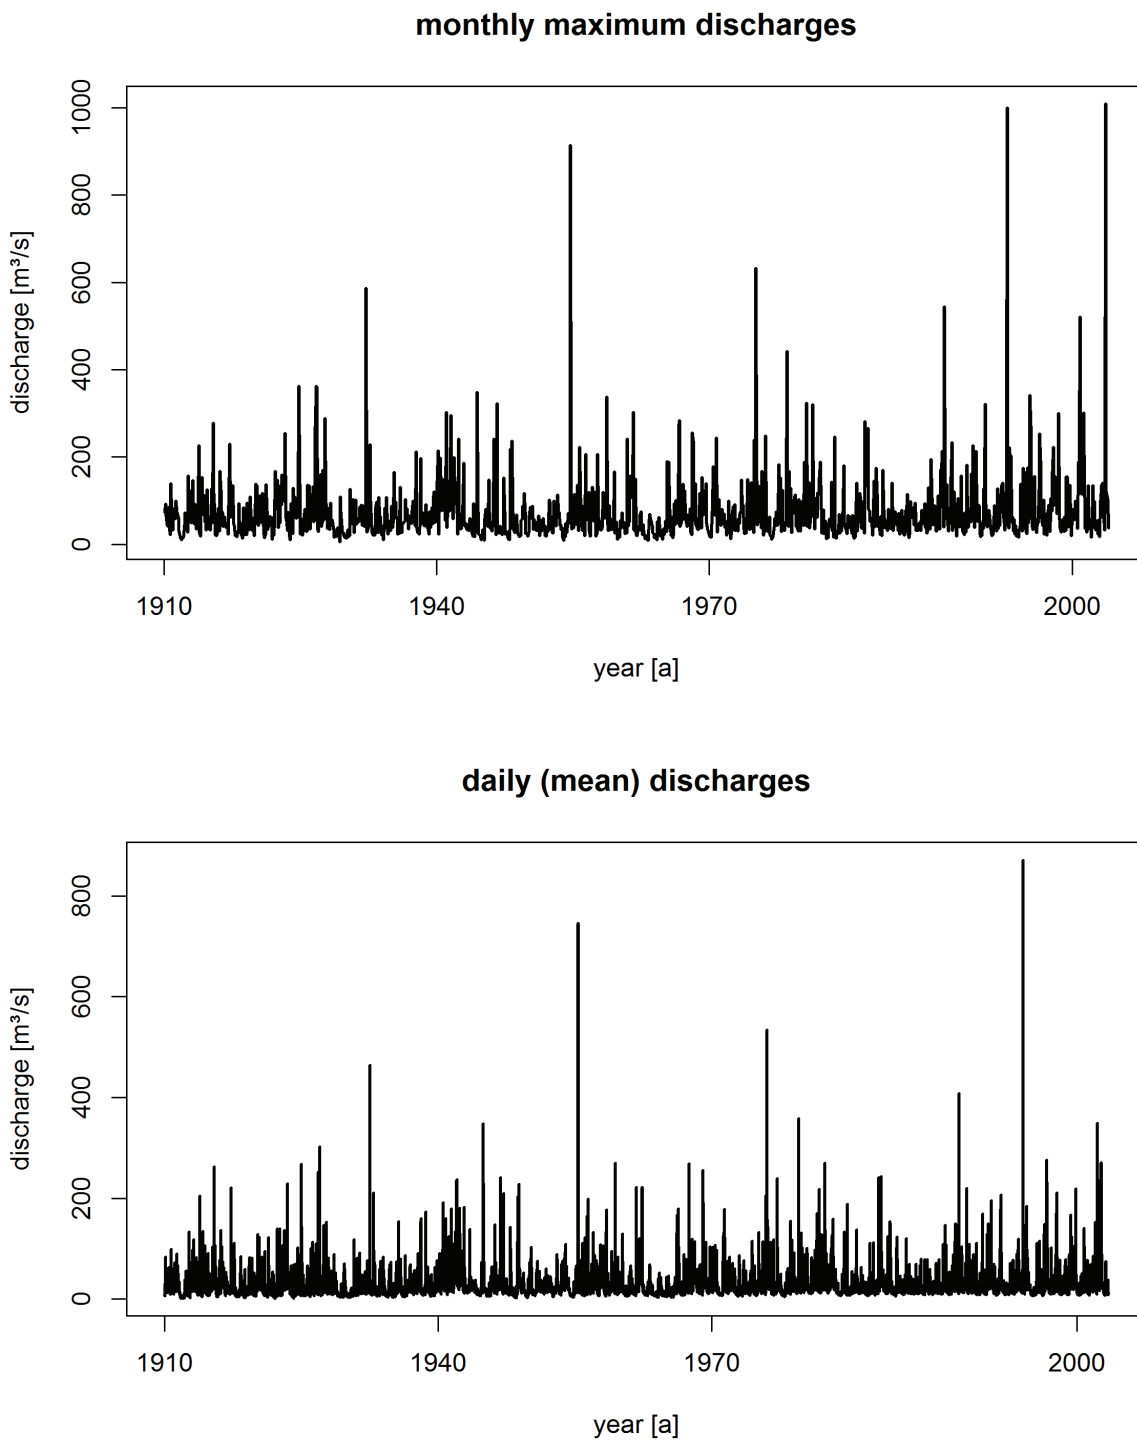 monthly maximum discharges
1000
800
600
400
200
0
discharge [m³/s]
1910 1940 1970 2000
year [a]
daily (mean) discharges
800
600
400
200
0
discharge [m³/s]
1910 1940 1970 2000
year [a]